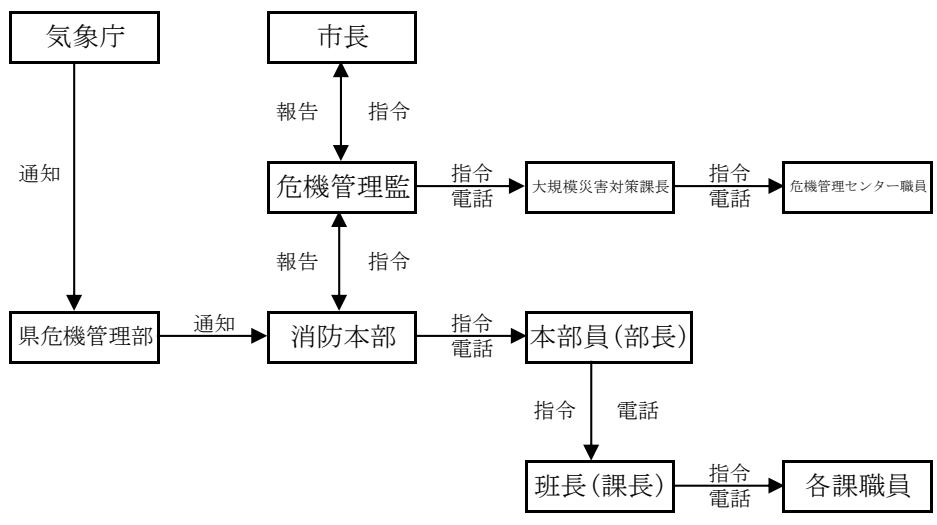 気象庁
市長
報告
指令
通知
危機管理監
指令
電話
大規模災害対策課長
指令
電話
危機管理センター職員
報告
指令
県危機管理部
通知
消防本部
指令
電話
本部員(部長)
指令
電話
班長(課長)
指令
電話
各課職員